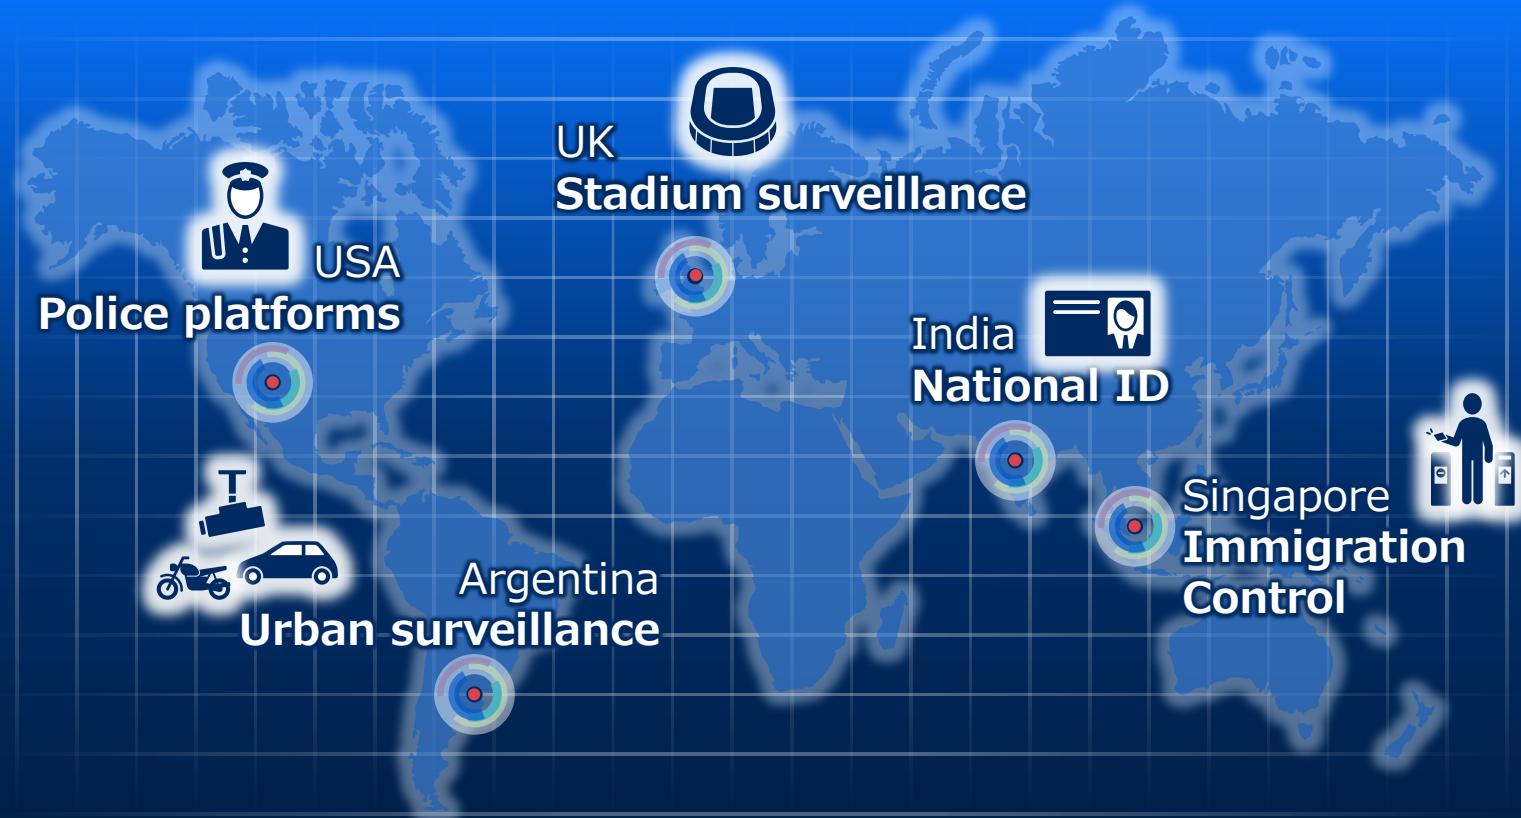 UK
Stadium surveillance
USA
Police platforms
India
National ID
Singapore
Immigration
Control
Argentina
Urban surveillance